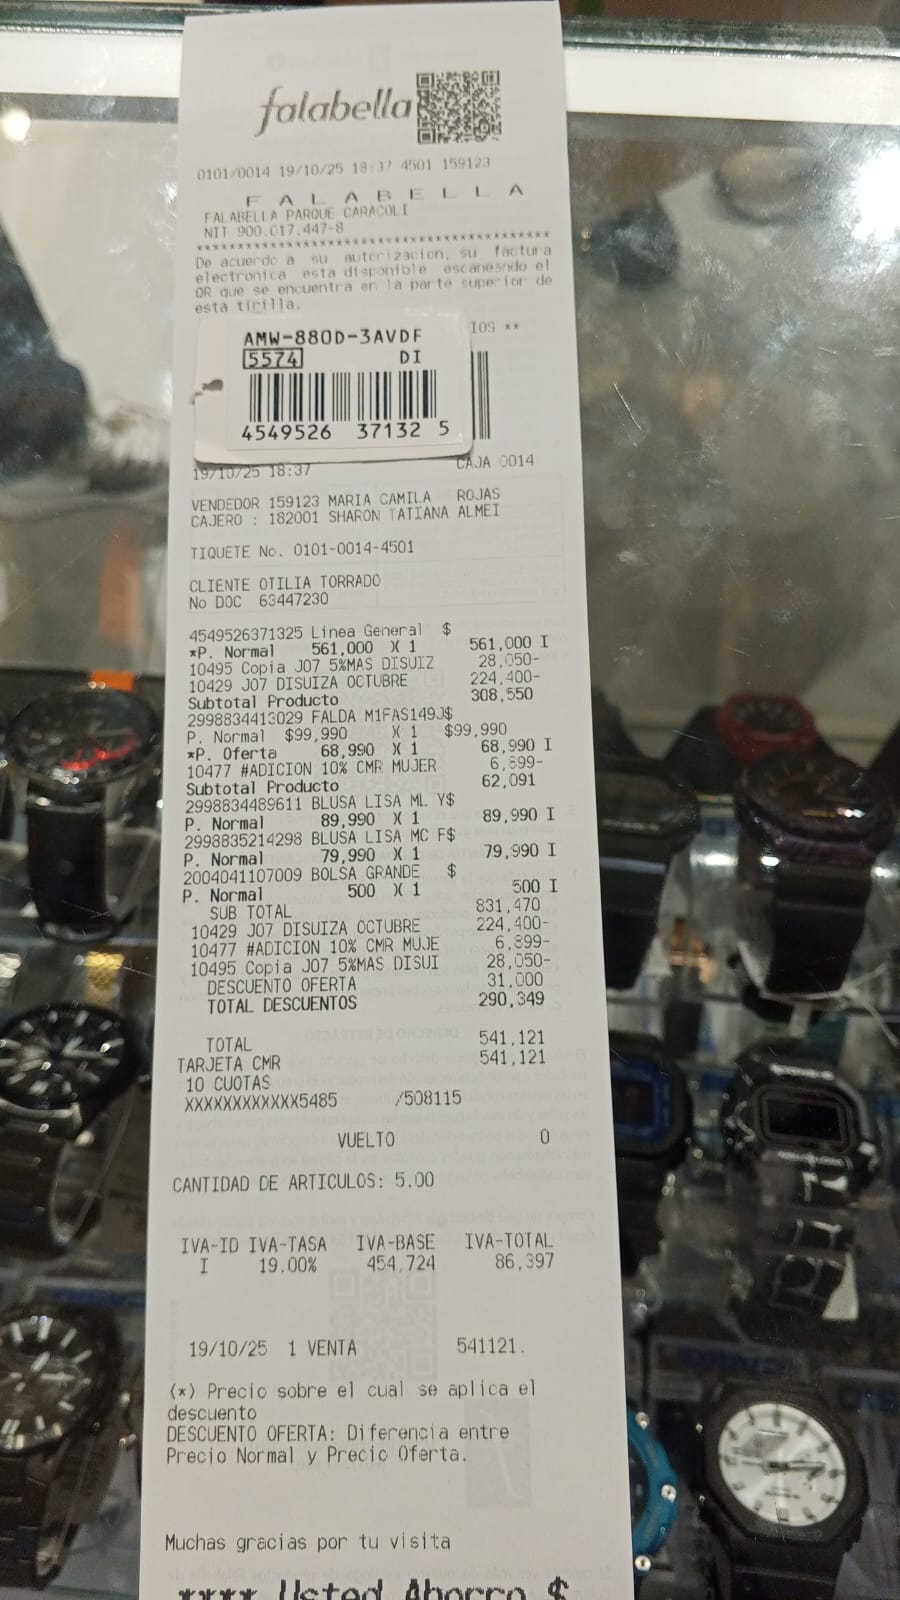 falabella
0101/0014 19/10/25 18:37 4501 159123
F A L A B E L L A
FALABELLA PARQUE CARACOLI
NIT 900.017.447-8
******************************************
De acuerdo a su autorizacion, su factura
electronica esta disponible escaneando el
QR que se encuentra en la parte superior de
esta tirilla.
IOS **
AMW-880D-3AVDF
5574 DI
4549526 37132 5
19/10/25 18:37 CAJA 0014
VENDEDOR 159123 MARIA CAMILA ROJAS
CAJERO : 182001 SHARON TATIANA ALMEI
TIQUETE No. 0101-0014-4501
CLIENTE OTILIA TORRADO
No DOC 63447230
4549526371325 Linea General $
*P. Normal 561,000 X 1 561,000 I
10495 Copia J07 5%MAS DISUIZ 28,050-
10429 J07 DISUIZA OCTUBRE 224,400-
Subtotal Producto 308,550
2998834413029 FALDA M1FAS149J$
P. Normal $99,990 X 1 $99,990
*P. Oferta 68,990 X 1 68,990 I
10477 #ADICION 10% CMR MUJER 6,899-
Subtotal Producto 62,091
2998834489611 BLUSA LISA ML Y$
P. Normal 89,990 X 1 89,990 I
2998835214298 BLUSA LISA MC F$
P. Normal 79,990 X 1 79,990 I
2004041107009 BOLSA GRANDE $
P. Normal 500 X 1 500 I
SUB TOTAL 831,470
10429 J07 DISUIZA OCTUBRE 224,400-
10477 #ADICION 10% CMR MUJE 6,899-
10495 Copia J07 5%MAS DISUI 28,050-
DESCUENTO OFERTA 31,000
TOTAL DESCUENTOS 290,349
TOTAL 541,121
TARJETA CMR 541,121
10 CUOTAS
XXXXXXXXXXXX5485 /508115
VUELTO 0
CANTIDAD DE ARTICULOS: 5.00
IVA-ID IVA-TASA IVA-BASE IVA-TOTAL
I 19.00% 454,724 86,397
19/10/25 1 VENTA 541121.
(*) Precio sobre el cual se aplica el
descuento
DESCUENTO OFERTA: Diferencia entre
Precio Normal y Precio Oferta.
Muchas gracias por tu visita
**** Usted Ahorro $